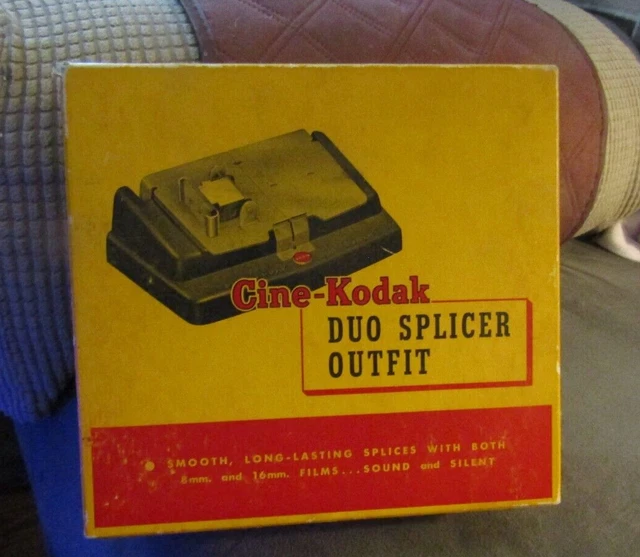 Cine-Kodak
DUO SPLICER
OUTFIT
SMOOTH, LONG-LASTING SPLICES WITH BOTH
8mm. and 16mm. FILMS...SOUND and SILENT